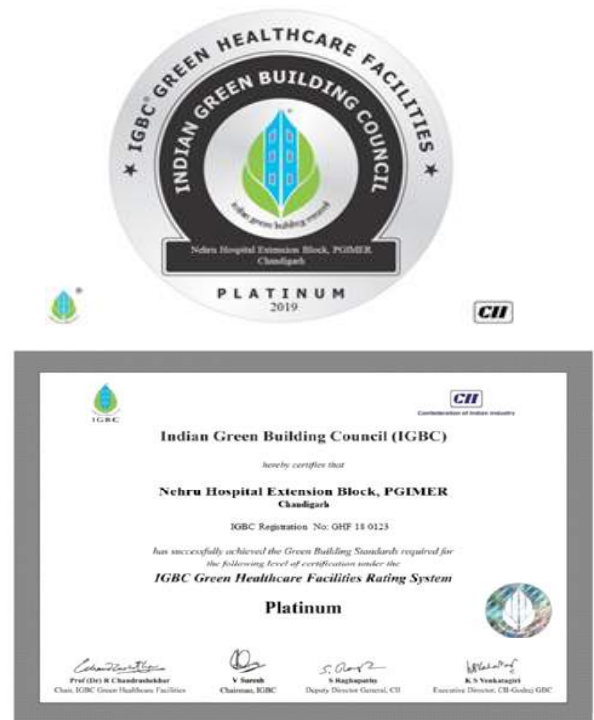 ★ IGBC® GREEN HEALTHCARE FACILITIES ★
INDIAN GREEN BUILDING COUNCIL
®
indian green building council
Nehru Hospital Extension Block, PGIMER
Chandigarh
PLATINUM
2019
®
CII
IGBC
CII
Confederation of Indian Industry
Indian Green Building Council (IGBC)
hereby certifies that
Nehru Hospital Extension Block, PGIMER
Chandigarh
IGBC Registration No: GHF 18 0123
has successfully achieved the Green Building Standards required for
the following level of certification under the
IGBC Green Healthcare Facilities Rating System
Platinum
Prof (Dr) R Chandrashekhar
Chair, IGBC Green Healthcare Facilities
V Suresh
Chairman, IGBC
S Raghupathy
Deputy Director General, CII
K S Venkatagiri
Executive Director, CII-Godrej GBC